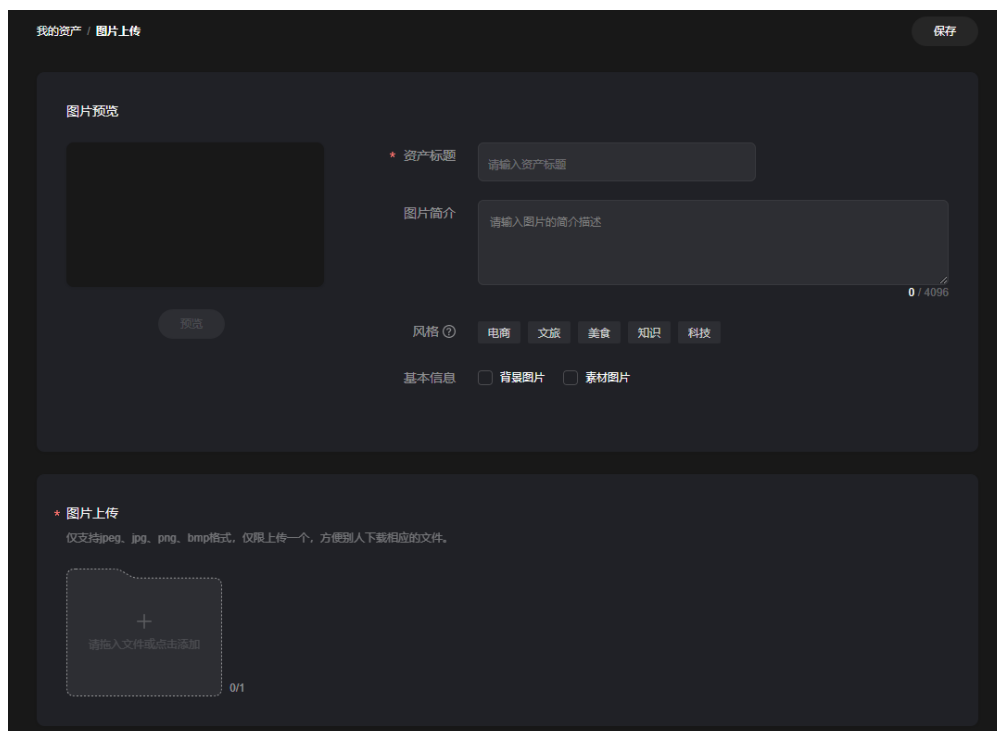 我的资产 / 图片上传
保存
图片预览
* 资产标题
请输入资产标题
图片简介
请输入图片的简介描述
0 / 4096
预览
风格 ?
电商 文旅 美食 知识 科技
基本信息
背景图片 素材图片
* 图片上传
仅支持jpeg、jpg、png、bmp格式，仅限上传一个，方便别人下载相应的文件。
请拖入文件或点击添加
0/1